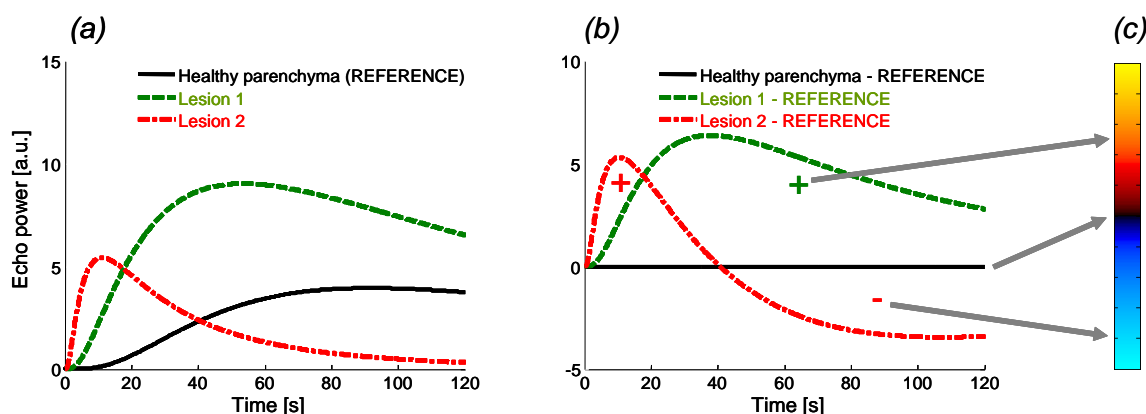 (a)
15
10
5
0
Echo power [a.u.]
Healthy parenchyma (REFERENCE)
Lesion 1
Lesion 2
0 20 40 60 80 100 120
Time [s]
(b)
10
5
0
-5
Healthy parenchyma - REFERENCE
Lesion 1 - REFERENCE
Lesion 2 - REFERENCE
+
+
-
0 20 40 60 80 100 120
Time [s]
(c)